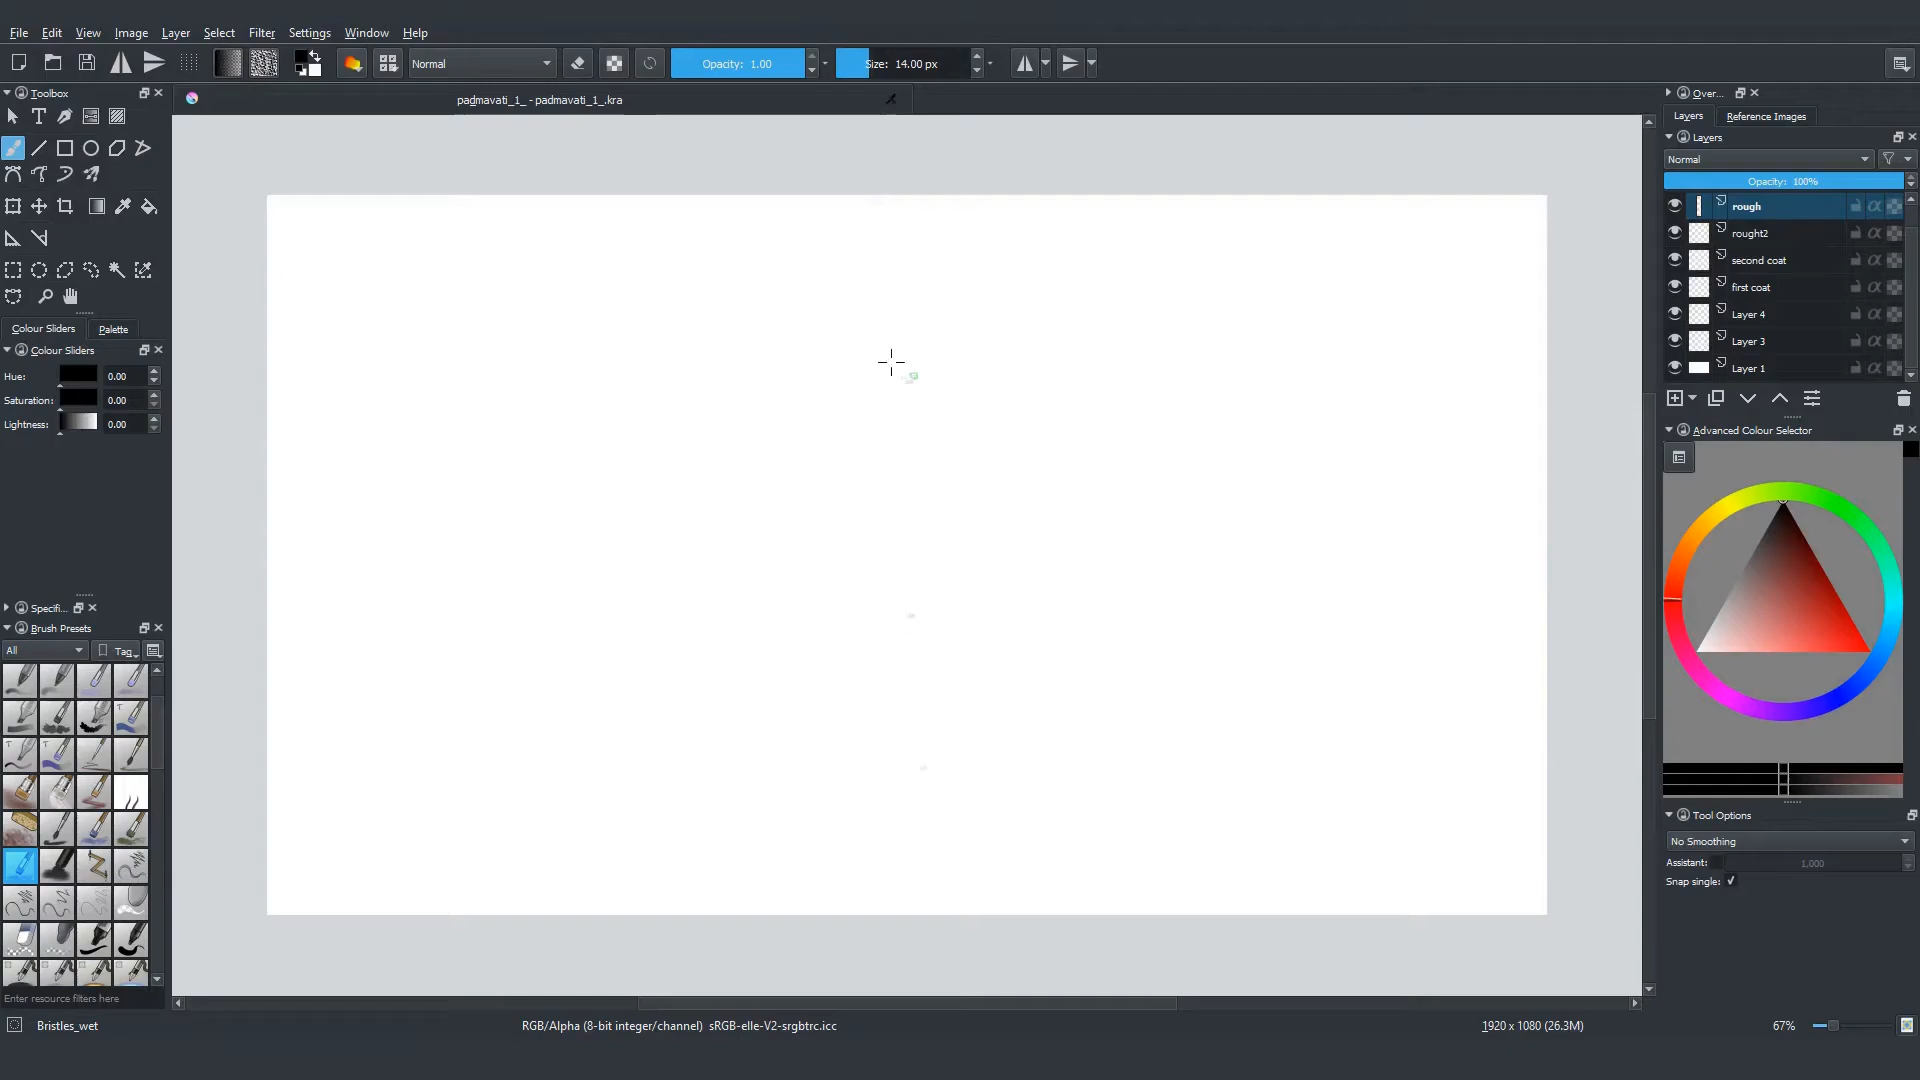 File Edit View Image Layer Select Filter Settings Window Help
Normal
Opacity: 1.00
Size: 14.00 px
Toolbox
padmavati_1_ - padmavati_1_.kra
Over...
Layers Reference Images
Layers
Normal
Opacity: 100%
rough
rought2
second coat
first coat
Layer 4
Layer 3
Layer 1
Colour Sliders Palette
Colour Sliders
Hue: 0.00
Saturation: 0.00
Lightness: 0.00
Advanced Colour Selector
Specifi...
Brush Presets
All
Tag
Tool Options
No Smoothing
Assistant: 1,000
Snap single:
Enter resource filters here
Bristles_wet
RGB/Alpha (8-bit integer/channel) sRGB-elle-V2-srgbtrc.icc
1920 x 1080 (26.3M)
67%